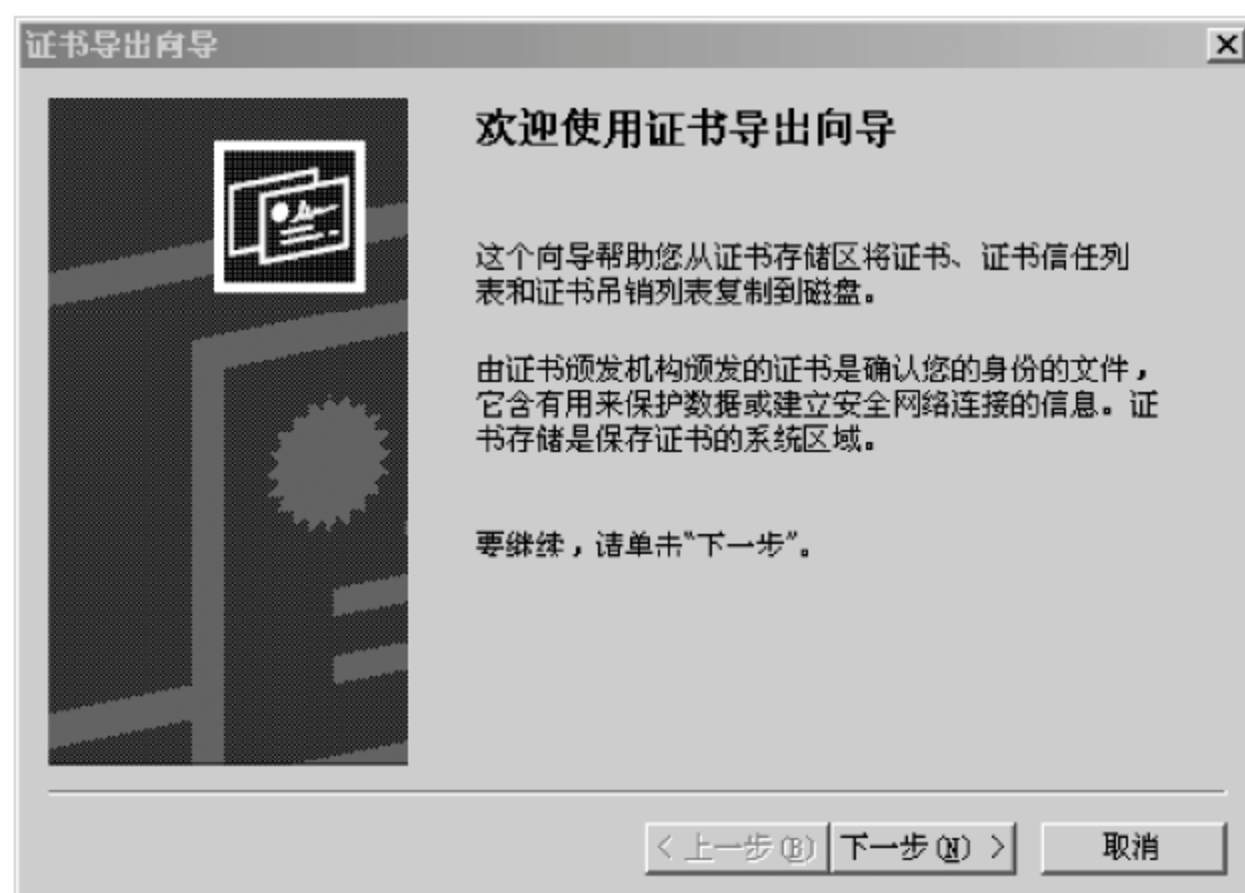 证书导出向导
欢迎使用证书导出向导
这个向导帮助您从证书存储区将证书、证书信任列
表和证书吊销列表复制到磁盘。
由证书颁发机构颁发的证书是确认您的身份的文件，
它含有用来保护数据或建立安全网络连接的信息。证
书存储是保存证书的系统区域。
要继续，请单击“下一步”。
< 上一步(B) 下一步(N) > 取消